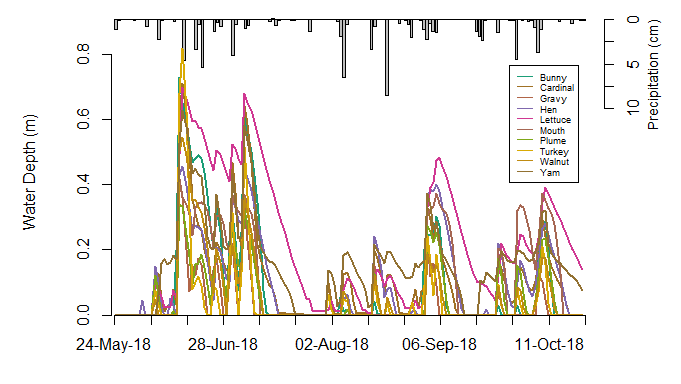 0.0
0.2
0.4
0.6
0.8
Water Depth (m)
24-May-18
28-Jun-18
02-Aug-18
06-Sep-18
11-Oct-18
0
5
10
Precipitation (cm)
Bunny
Cardinal
Gravy
Hen
Lettuce
Mouth
Plume
Turkey
Walnut
Yam